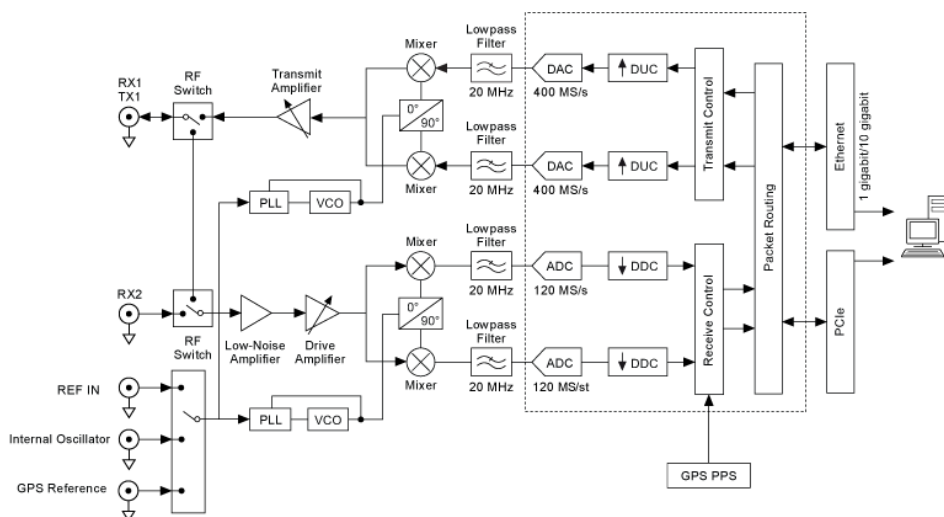 RX1
TX1
RF
Switch
Transmit
Amplifier
Mixer
Lowpass
Filter
20 MHz
DAC
400 MS/s
DUC
0°
90°
Lowpass
Filter
20 MHz
DAC
400 MS/s
DUC
Mixer
PLL
VCO
Transmit Control
Packet Routing
Ethernet
1 gigabit/10 gigabit
PCIe
RX2
RF
Switch
Low-Noise
Amplifier
Drive
Amplifier
Mixer
Lowpass
Filter
20 MHz
ADC
120 MS/s
DDC
0°
90°
Lowpass
Filter
20 MHz
ADC
120 MS/st
DDC
Mixer
Receive Control
PLL
VCO
REF IN
Internal Oscillator
GPS Reference
GPS PPS